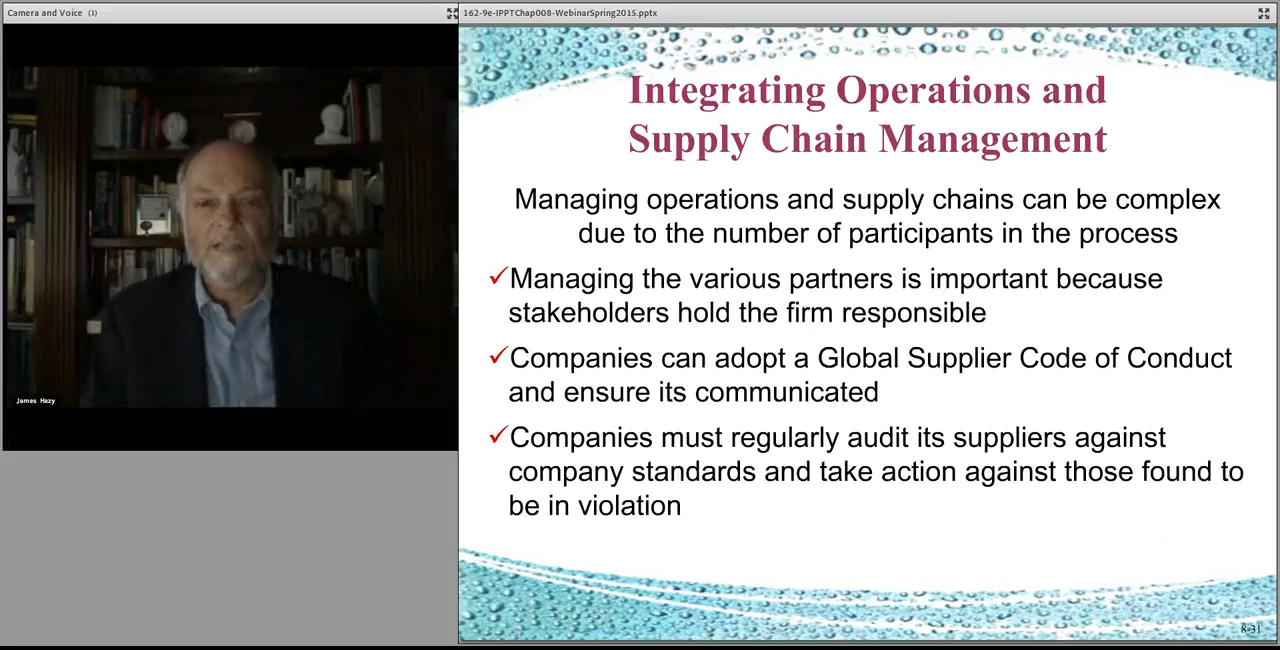 Camera and Voice (1)
162-9e-IPPTChap008-WebinarSpring2015.pptx
James Hazy
Integrating Operations and
Supply Chain Management
Managing operations and supply chains can be complex
due to the number of participants in the process
✓Managing the various partners is important because
stakeholders hold the firm responsible
✓Companies can adopt a Global Supplier Code of Conduct
and ensure its communicated
✓Companies must regularly audit its suppliers against
company standards and take action against those found to
be in violation
8-31